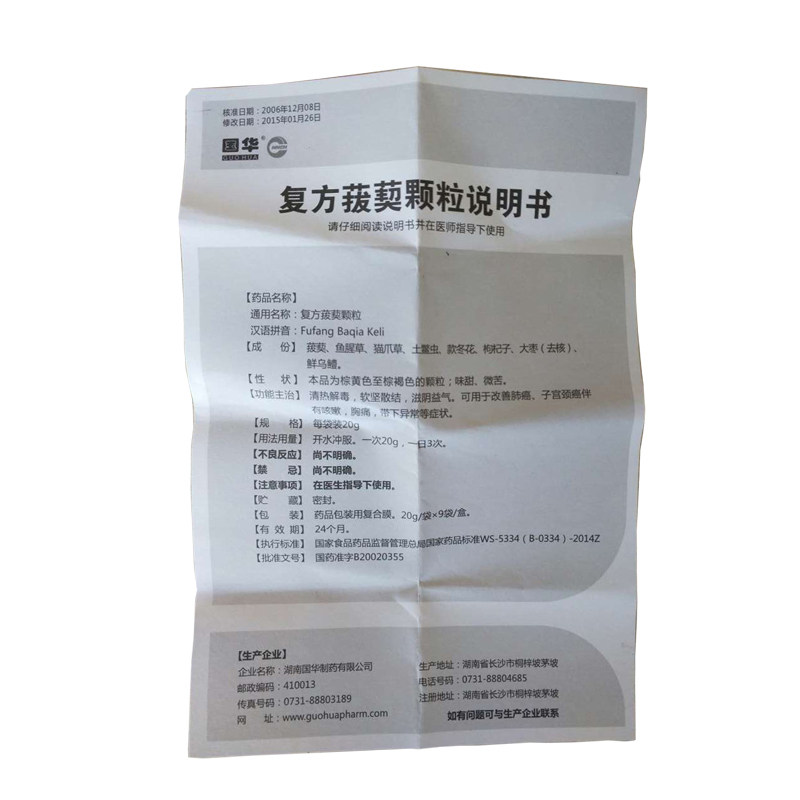 核准日期：2006年12月08日
修改日期：2015年01月26日
国华®
GUO HUA
复方菝葜颗粒说明书
请仔细阅读说明书并在医师指导下使用
【药品名称】
通用名称：复方菝葜颗粒
汉语拼音：Fufang Baqia Keli
【成 份】 菝葜、鱼腥草、猫爪草、土鳖虫、款冬花、枸杞子、大枣（去核）、
鲜乌鳢。
【性 状】 本品为棕黄色至棕褐色的颗粒；味甜、微苦。
【功能主治】 清热解毒，软坚散结，滋阴益气。可用于改善肺癌、子宫颈癌伴
有咳嗽，胸痛，带下异常等症状。
【规 格】 每袋装20g
【用法用量】 开水冲服。一次20g，一日3次。
【不良反应】 尚不明确。
【禁 忌】 尚不明确。
【注意事项】 在医生指导下使用。
【贮 藏】 密封。
【包 装】 药品包装用复合膜。20g/袋×9袋/盒。
【有 效 期】 24个月。
【执行标准】 国家食品药品监督管理总局国家药品标准WS-5334（B-0334）-2014Z
【批准文号】 国药准字B20020355
【生产企业】
企业名称：湖南国华制药有限公司
邮政编码：410013
传真号码：0731-88803189
网 址：www.guohuapharm.com
生产地址：湖南省长沙市桐梓坡茅坡
电话号码：0731-88804685
注册地址：湖南省长沙市桐梓坡茅坡
如有问题可与生产企业联系